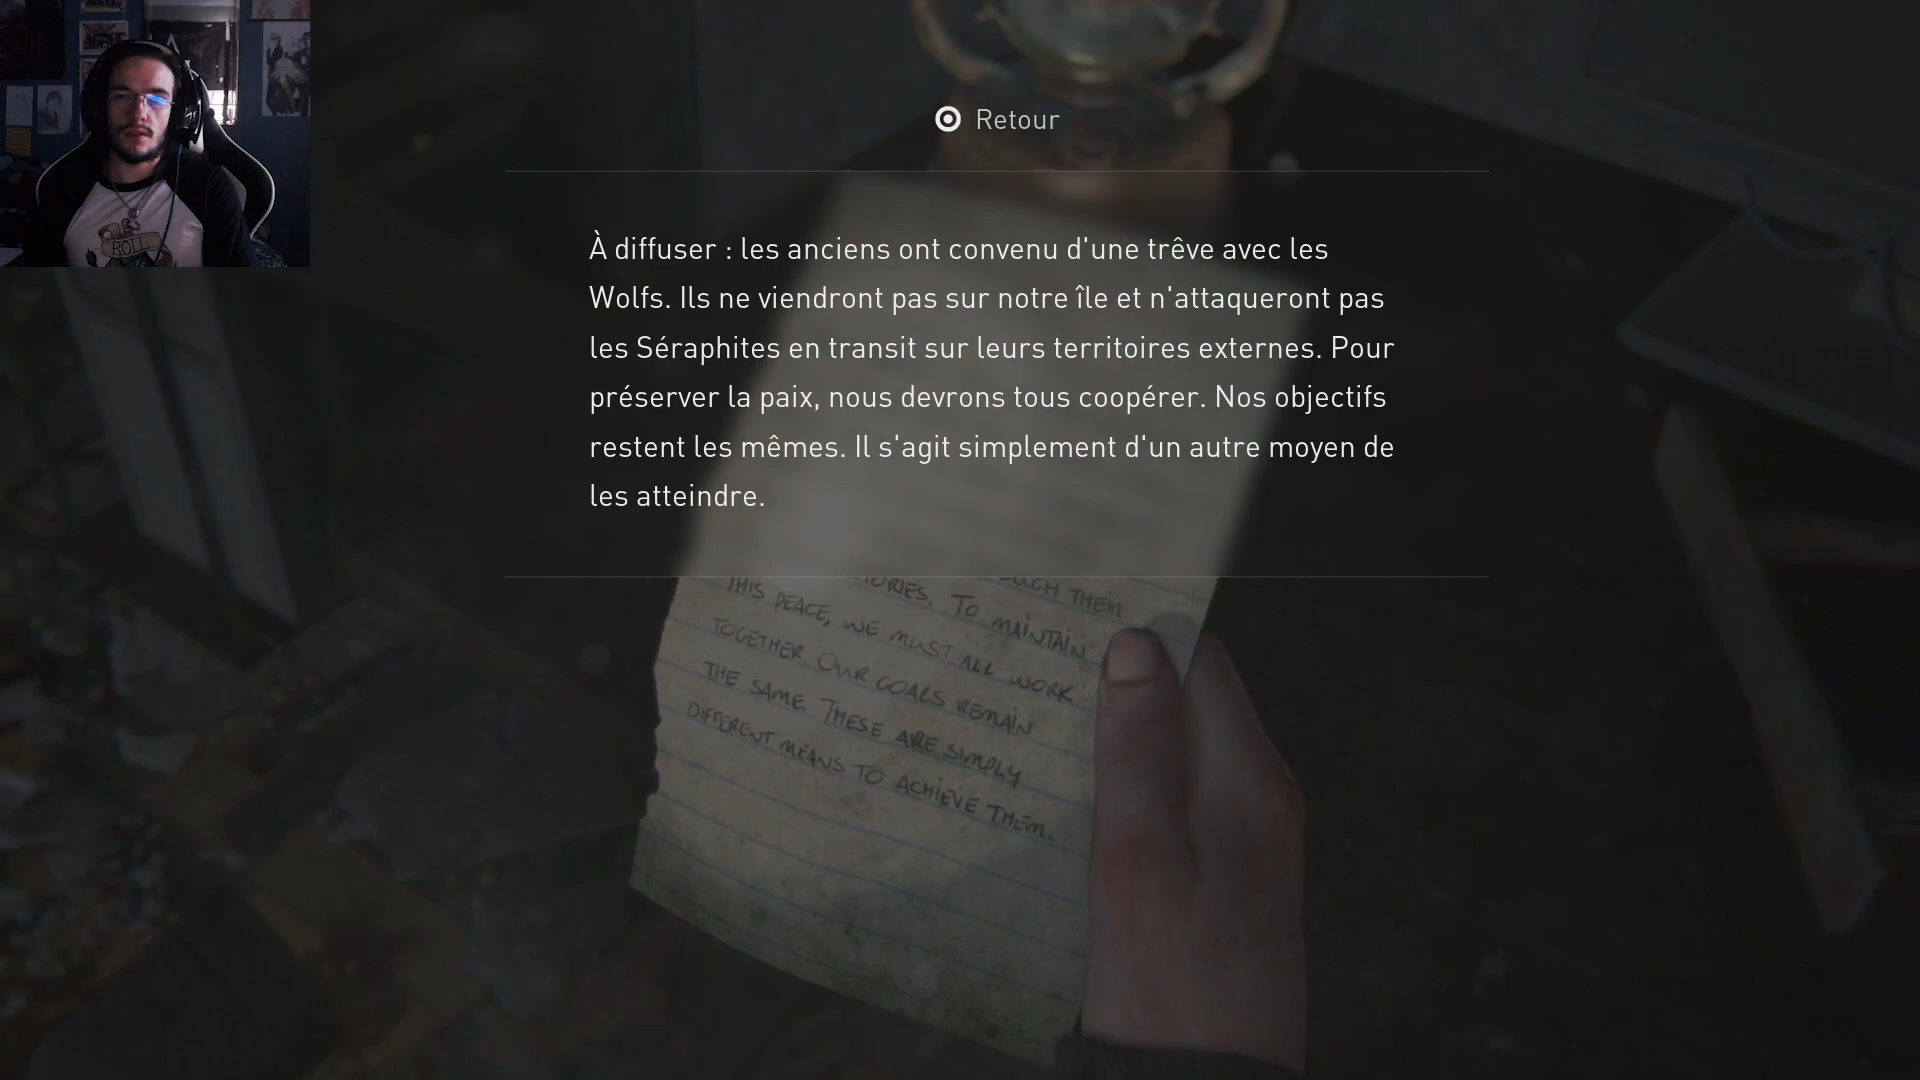 ROLL
Retour
À diffuser : les anciens ont convenu d'une trêve avec les
Wolfs. Ils ne viendront pas sur notre île et n'attaqueront pas
les Séraphites en transit sur leurs territoires externes. Pour
préserver la paix, nous devrons tous coopérer. Nos objectifs
restent les mêmes. Il s'agit simplement d'un autre moyen de
les atteindre.
THEIR
TO MAINTAIN
THIS PEACE, WE MUST ALL WORK
TOGETHER. OUR GOALS REMAIN
THE SAME. THESE ARE SIMPLY
DIFFERENT MEANS TO ACHIEVE THEM.